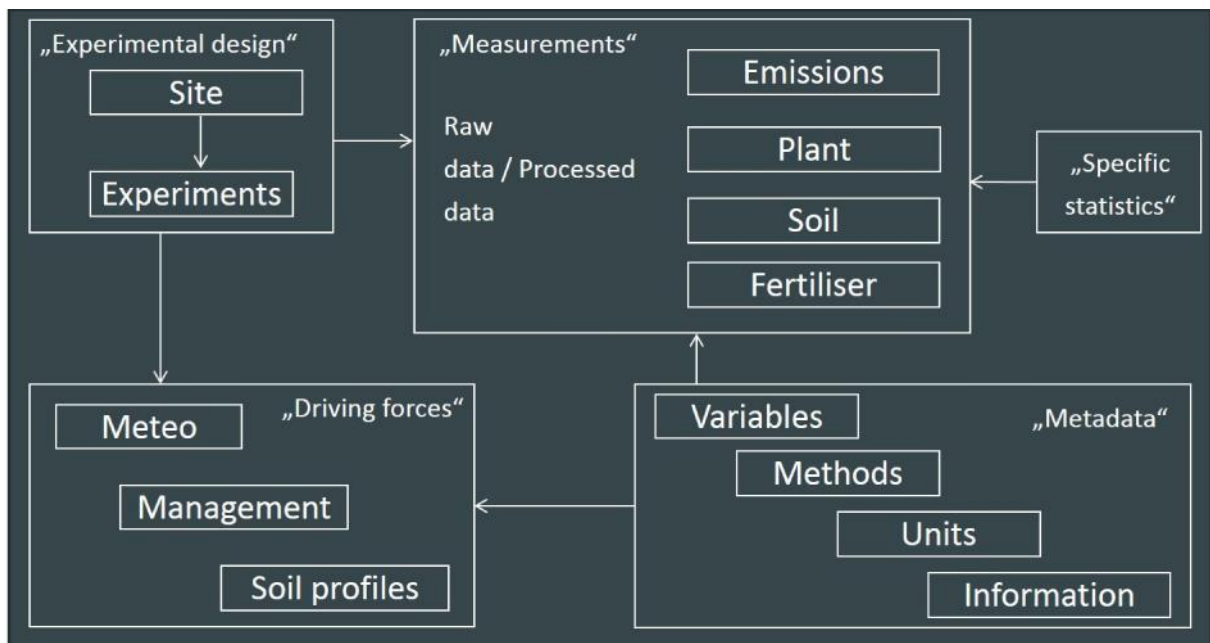 „Experimental design“
Site
Experiments
„Measurements“
Raw
data / Processed
data
Emissions
Plant
Soil
Fertiliser
„Specific
statistics“
„Driving forces“
Meteo
Management
Soil profiles
„Metadata“
Variables
Methods
Units
Information